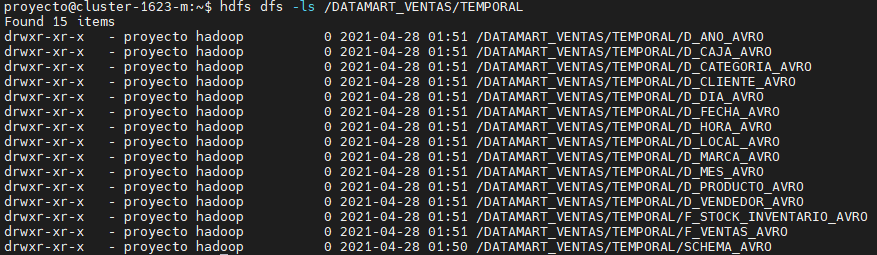 proyecto@cluster-1623-m:~$ hdfs dfs -ls /DATAMART_VENTAS/TEMPORAL
Found 15 items
drwxr-xr-x   - proyecto hadoop          0 2021-04-28 01:51 /DATAMART_VENTAS/TEMPORAL/D_ANO_AVRO
drwxr-xr-x   - proyecto hadoop          0 2021-04-28 01:51 /DATAMART_VENTAS/TEMPORAL/D_CAJA_AVRO
drwxr-xr-x   - proyecto hadoop          0 2021-04-28 01:51 /DATAMART_VENTAS/TEMPORAL/D_CATEGORIA_AVRO
drwxr-xr-x   - proyecto hadoop          0 2021-04-28 01:51 /DATAMART_VENTAS/TEMPORAL/D_CLIENTE_AVRO
drwxr-xr-x   - proyecto hadoop          0 2021-04-28 01:51 /DATAMART_VENTAS/TEMPORAL/D_DIA_AVRO
drwxr-xr-x   - proyecto hadoop          0 2021-04-28 01:51 /DATAMART_VENTAS/TEMPORAL/D_FECHA_AVRO
drwxr-xr-x   - proyecto hadoop          0 2021-04-28 01:51 /DATAMART_VENTAS/TEMPORAL/D_HORA_AVRO
drwxr-xr-x   - proyecto hadoop          0 2021-04-28 01:51 /DATAMART_VENTAS/TEMPORAL/D_LOCAL_AVRO
drwxr-xr-x   - proyecto hadoop          0 2021-04-28 01:51 /DATAMART_VENTAS/TEMPORAL/D_MARCA_AVRO
drwxr-xr-x   - proyecto hadoop          0 2021-04-28 01:51 /DATAMART_VENTAS/TEMPORAL/D_MES_AVRO
drwxr-xr-x   - proyecto hadoop          0 2021-04-28 01:51 /DATAMART_VENTAS/TEMPORAL/D_PRODUCTO_AVRO
drwxr-xr-x   - proyecto hadoop          0 2021-04-28 01:51 /DATAMART_VENTAS/TEMPORAL/D_VENDEDOR_AVRO
drwxr-xr-x   - proyecto hadoop          0 2021-04-28 01:51 /DATAMART_VENTAS/TEMPORAL/F_STOCK_INVENTARIO_AVRO
drwxr-xr-x   - proyecto hadoop          0 2021-04-28 01:51 /DATAMART_VENTAS/TEMPORAL/F_VENTAS_AVRO
drwxr-xr-x   - proyecto hadoop          0 2021-04-28 01:50 /DATAMART_VENTAS/TEMPORAL/SCHEMA_AVRO